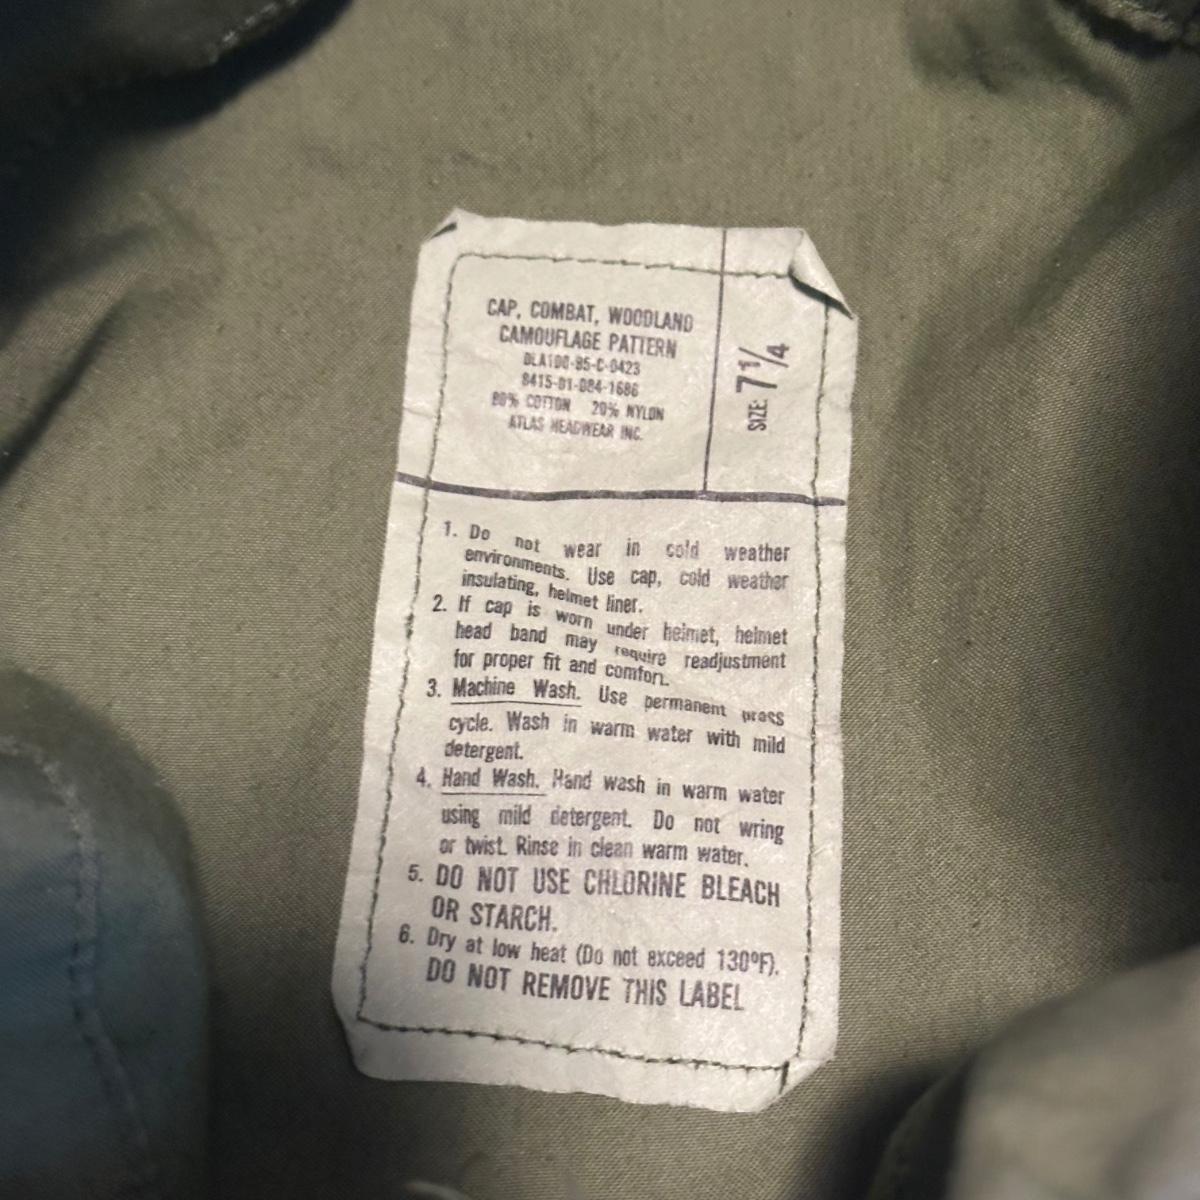 CAP, COMBAT, WOODLAND
CAMOUFLAGE PATTERN
DLA100-85-C-0423
8415-01-084-1686
80% COTTON 20% NYLON
ATLAS HEADWEAR INC.
SIZE: 7 1/4
1. Do not wear in cold weather
environments. Use cap, cold weather
insulating, helmet liner.
2. If cap is worn under helmet, helmet
head band may require readjustment
for proper fit and comfort.
3. Machine Wash. Use permanent press
cycle. Wash in warm water with mild
detergent.
4. Hand Wash. Hand wash in warm water
using mild detergent. Do not wring
or twist. Rinse in clean warm water.
5. DO NOT USE CHLORINE BLEACH
OR STARCH.
6. Dry at low heat (Do not exceed 130ºF).
DO NOT REMOVE THIS LABEL